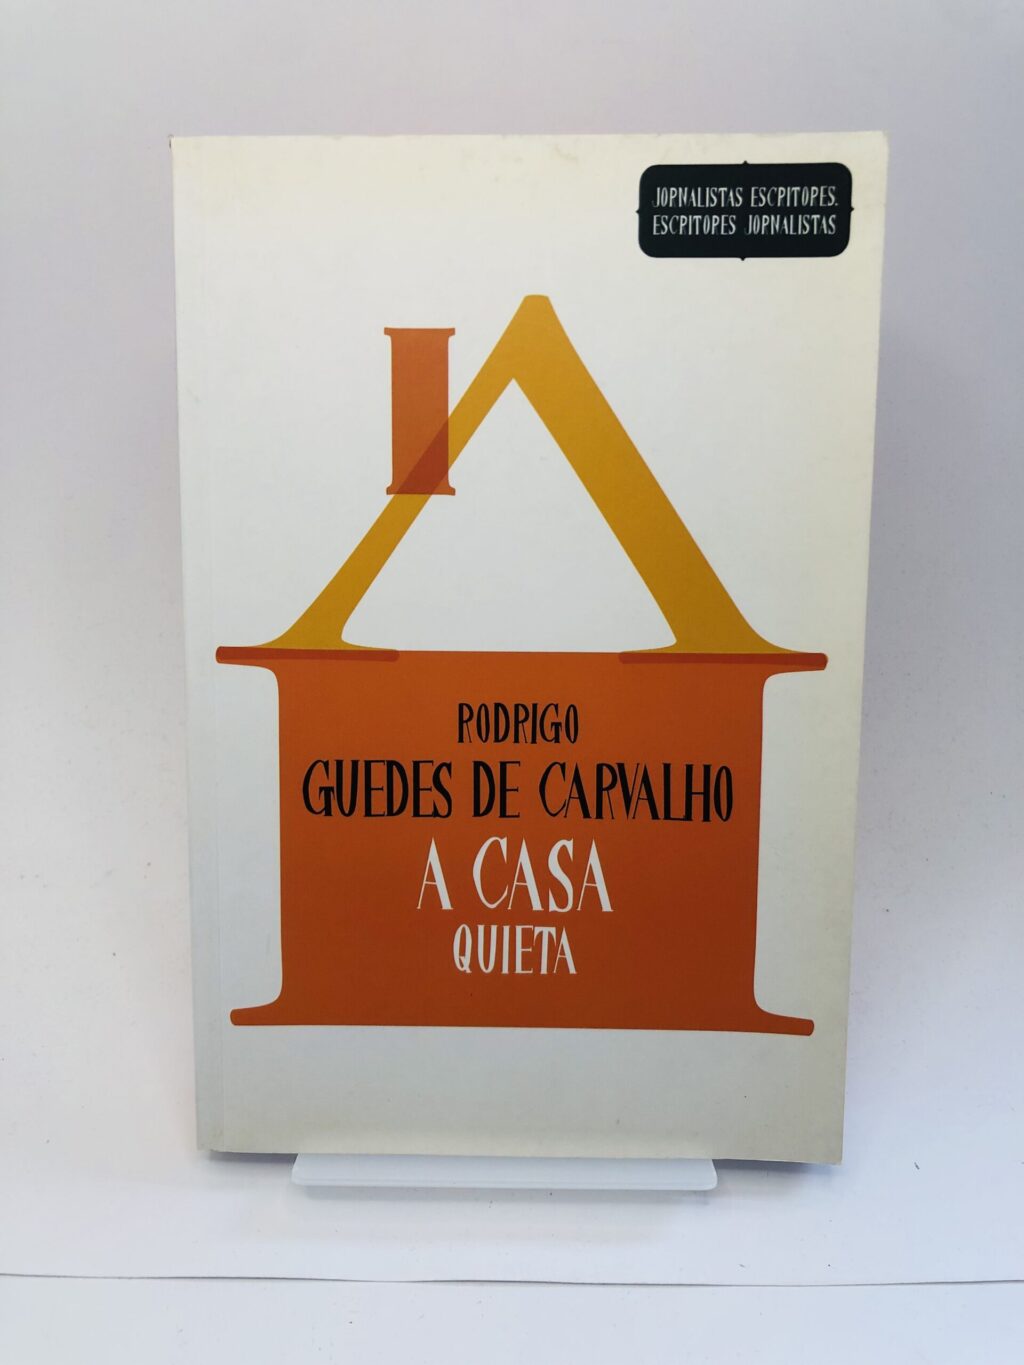 JORNALISTAS ESCRITORES.
ESCRITORES JORNALISTAS
RODRIGO
GUEDES DE CARVALHO
A CASA
QUIETA